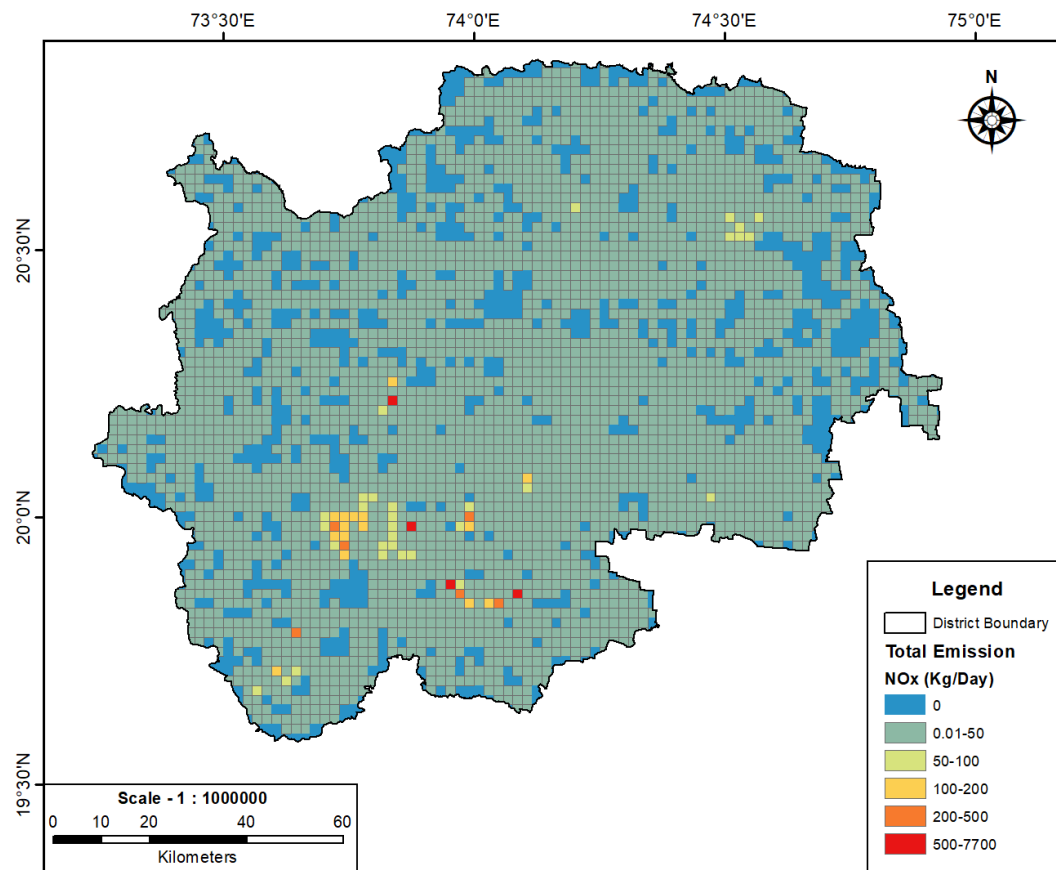 73°30'E
74°0'E
74°30'E
75°0'E
N
20°30'N
20°0'N
19°30'N
Legend
District Boundary
Total Emission
NOx (Kg/Day)
0
0.01-50
50-100
100-200
200-500
500-7700
Scale - 1 : 1000000
0 10 20 40 60
Kilometers